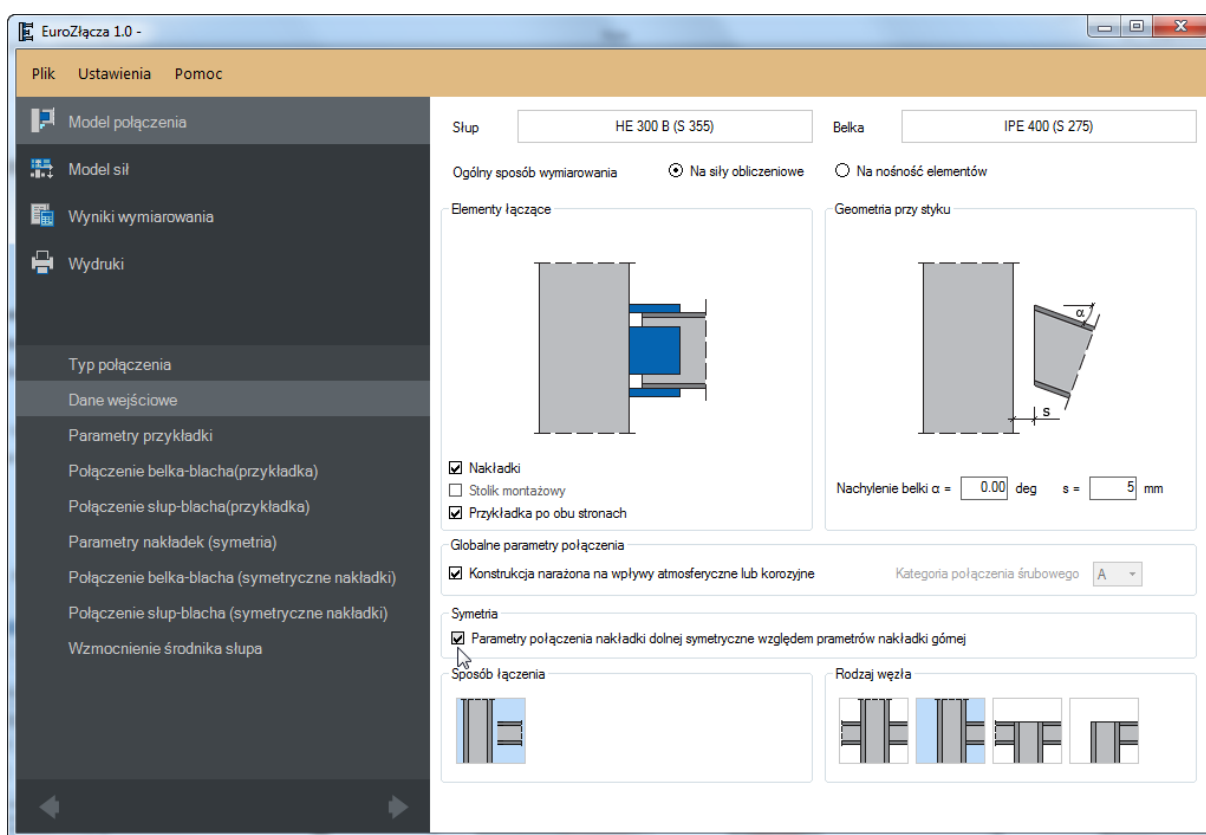 EuroZłącza 1.0 -
Plik Ustawienia Pomoc
Model połączenia
Model sił
Wyniki wymiarowania
Wydruki
Typ połączenia
Dane wejściowe
Parametry przykładki
Połączenie belka-blacha(przykładka)
Połączenie słup-blacha(przykładka)
Parametry nakładek (symetria)
Połączenie belka-blacha (symetryczne nakładki)
Połączenie słup-blacha (symetryczne nakładki)
Wzmocnienie środnika słupa
Słup HE 300 B (S 355) Belka IPE 400 (S 275)
Ogólny sposób wymiarowania Na siły obliczeniowe Na nośność elementów
Elementy łączące
Nakładki
Stolik montażowy
Przykładka po obu stronach
Geometria przy styku
α
s
Nachylenie belki α = 0.00 deg s = 5 mm
Globalne parametry połączenia
Konstrukcja narażona na wpływy atmosferyczne lub korozyjne Kategoria połączenia śrubowego A
Symetria
Parametry połączenia nakładki dolnej symetryczne względem prametrów nakładki górnej
Sposób łączenia
Rodzaj węzła